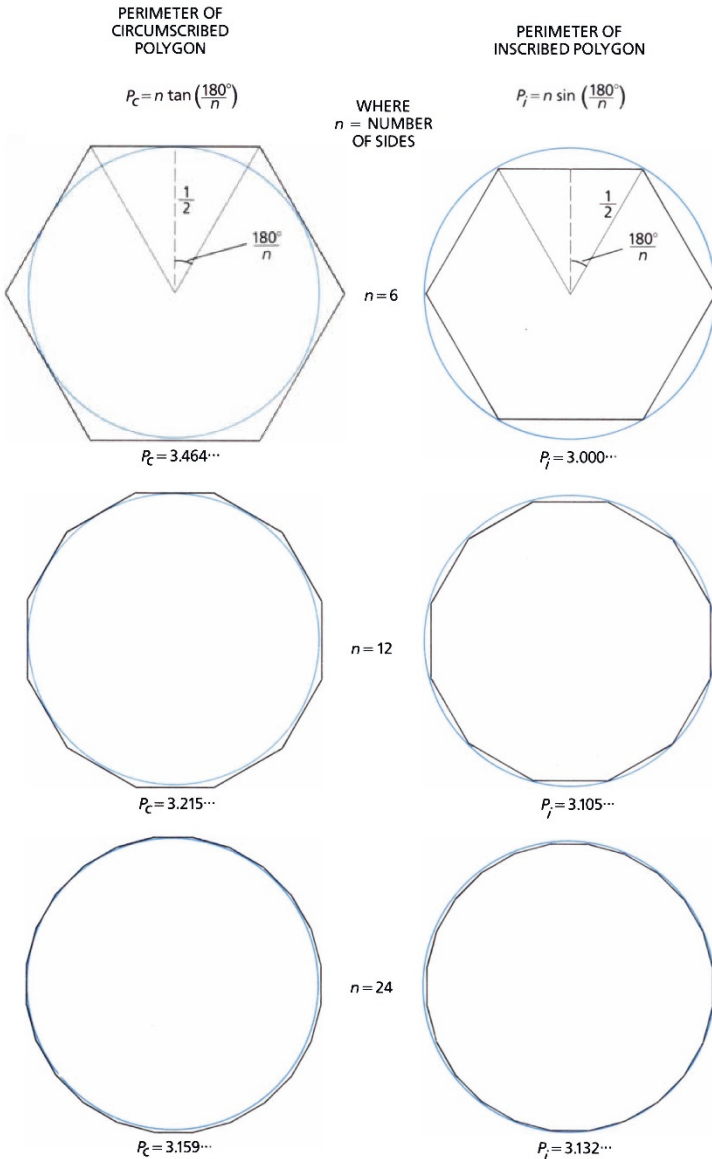 PERIMETER OF
CIRCUMSCRIBED
POLYGON
P_c = n tan (180°/n)
PERIMETER OF
INSCRIBED POLYGON
P_i = n sin (180°/n)
WHERE
n = NUMBER
OF SIDES
1/2
180°/n
1/2
180°/n
n=6
P_c = 3.464···
P_i = 3.000···
n=12
P_c = 3.215···
P_i = 3.105···
n=24
P_c = 3.159···
P_i = 3.132···